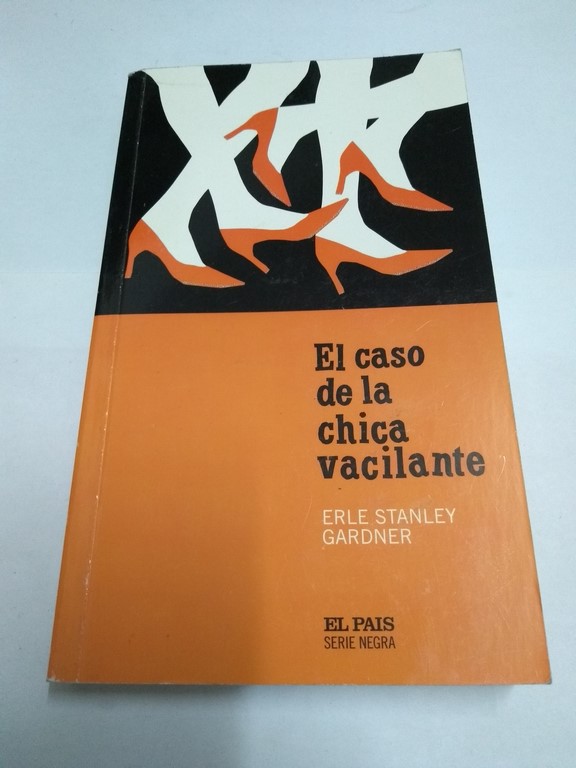 El caso
de la
chica
vacilante
ERLE STANLEY
GARDNER
EL PAIS
SERIE NEGRA